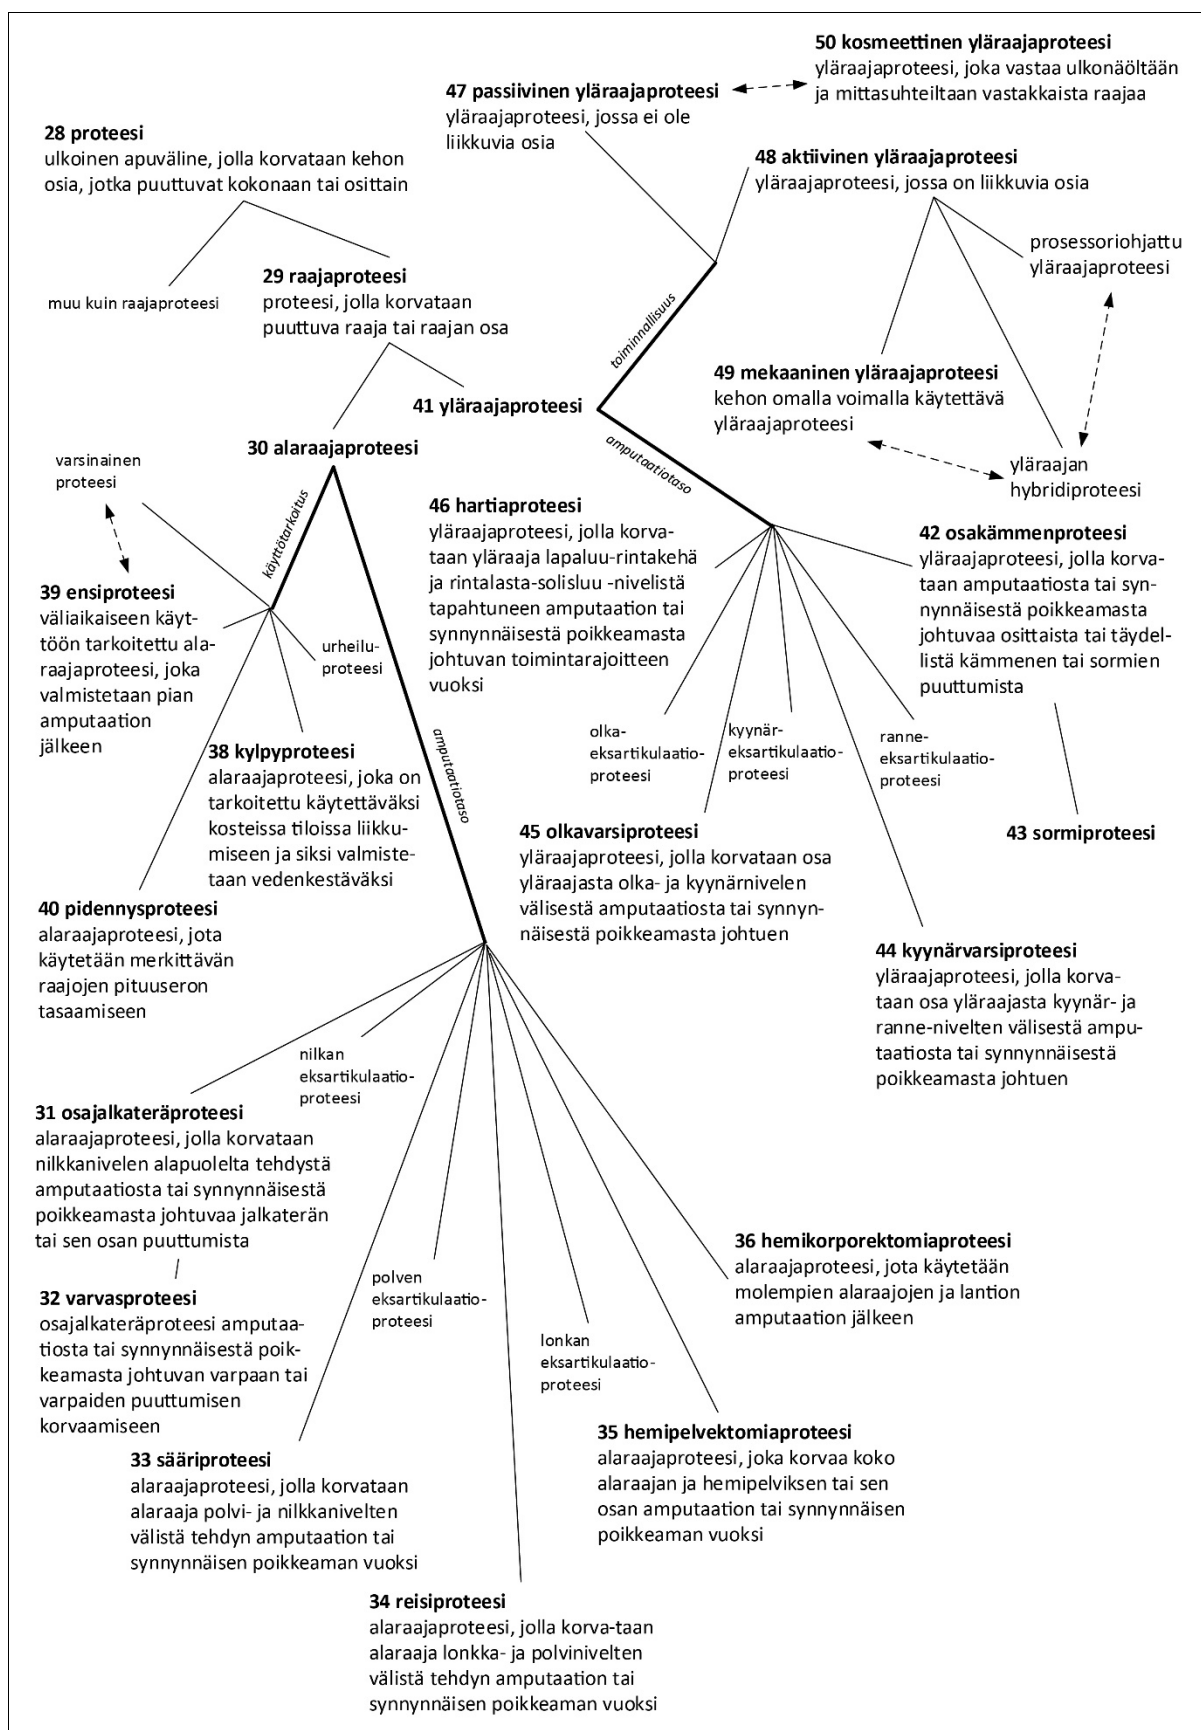 50 kosmeettinen yläraajaproteesi
yläraajaproteesi, joka vastaa ulkonäöltään
ja mittasuhteiltaan vastakkaista raajaa
47 passiivinen yläraajaproteesi
yläraajaproteesi, jossa ei ole
liikkuvia osia
28 proteesi
ulkoinen apuväline, jolla korvataan kehon
osia, jotka puuttuvat kokonaan tai osittain
48 aktiivinen yläraajaproteesi
yläraajaproteesi, jossa on liikkuvia osia
prosessoriohjattu
yläraajaproteesi
muu kuin raajaproteesi
29 raajaproteesi
proteesi, jolla korvataan
puuttuva raaja tai raajan osa
toiminnallisuus
49 mekaaninen yläraajaproteesi
kehon omalla voimalla käytettävä
yläraajaproteesi
41 yläraajaproteesi
amputaatiotaso
30 alaraajaproteesi
yläraajan
hybridiproteesi
varsinainen
proteesi
käyttötarkoitus
46 hartiaproteesi
yläraajaproteesi, jolla korva-
taan yläraaja lapaluu-rintakehä
ja rintalasta-solisluu -nivelistä
tapahtuneen amputaation tai
synnynnäisestä poikkeamasta
johtuvan toimintarajoitteen
vuoksi
42 osakämmenproteesi
yläraajaproteesi, jolla korva-
taan amputaatiosta tai syn-
nynnäisestä poikkeamasta
johtuvaa osittaista tai täydel-
listä kämmenen tai sormien
puuttumista
39 ensiproteesi
väliaikaiseen käyt-
töön tarkoitettu ala-
raajaproteesi, joka
valmistetaan pian
amputaation
jälkeen
urheilu-
proteesi
38 kylpyproteesi
alaraajaproteesi, joka on
tarkoitettu käytettäväksi
kosteissa tiloissa liikku-
miseen ja siksi valmiste-
taan vedenkestäväksi
amputaatiotaso
olka-
eksartikulaatio-
proteesi
kyynär-
eksartikulaatio-
proteesi
ranne-
eksartikulaatio-
proteesi
43 sormiproteesi
45 olkavarsiproteesi
yläraajaproteesi, jolla korvataan osa
yläraajasta olka- ja kyynärnivelen
välisestä amputaatiosta tai synnyn-
näisestä poikkeamasta johtuen
40 pidennysproteesi
alaraajaproteesi, jota
käytetään merkittävän
raajojen pituuseron
tasaamiseen
44 kyynärvarsiproteesi
yläraajaproteesi, jolla korva-
taan osa yläraajasta kyynär- ja
ranne-nivelten välisestä ampu-
taatiosta tai synnynnäisestä
poikkeamasta johtuen
nilkan
eksartikulaatio-
proteesi
31 osajalkateräproteesi
alaraajaproteesi, jolla korvataan
nilkkanivelen alapuolelta tehdystä
amputaatiosta tai synnynnäisestä
poikkeamasta johtuvaa jalkaterän
tai sen osan puuttumista
36 hemikorporektomiaproteesi
alaraajaproteesi, jota käytetään
molempien alaraajojen ja lantion
amputaation jälkeen
polven
eksartikulaatio-
proteesi
32 varvasproteesi
osajalkateräproteesi amputaa-
tiosta tai synnynnäisestä poik-
keamasta johtuvan varpaan tai
varpaiden puuttumisen
korvaamiseen
lonkan
eksartikulaatio-
proteesi
35 hemipelvektomiaproteesi
alaraajaproteesi, joka korvaa koko
alaraajan ja hemipelviksen tai sen
osan amputaation tai synnynnäisen
poikkeaman vuoksi
33 sääriproteesi
alaraajaproteesi, jolla korvataan
alaraaja polvi- ja nilkkanivelten
välistä tehdyn amputaation tai
synnynnäisen poikkeaman vuoksi
34 reisiproteesi
alaraajaproteesi, jolla korva-taan
alaraaja lonkka- ja polvinivelten
välistä tehdyn amputaation tai
synnynnäisen poikkeaman vuoksi